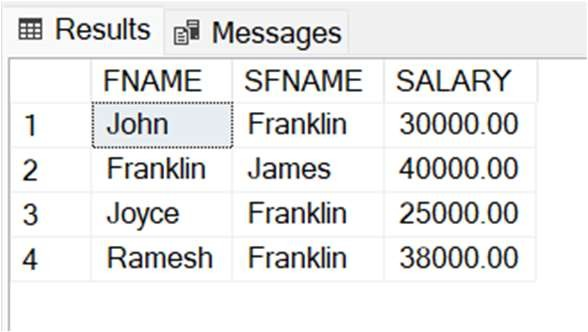 Results Messages
FNAME SFNAME SALARY
1 John Franklin 30000.00
2 Franklin James 40000.00
3 Joyce Franklin 25000.00
4 Ramesh Franklin 38000.00